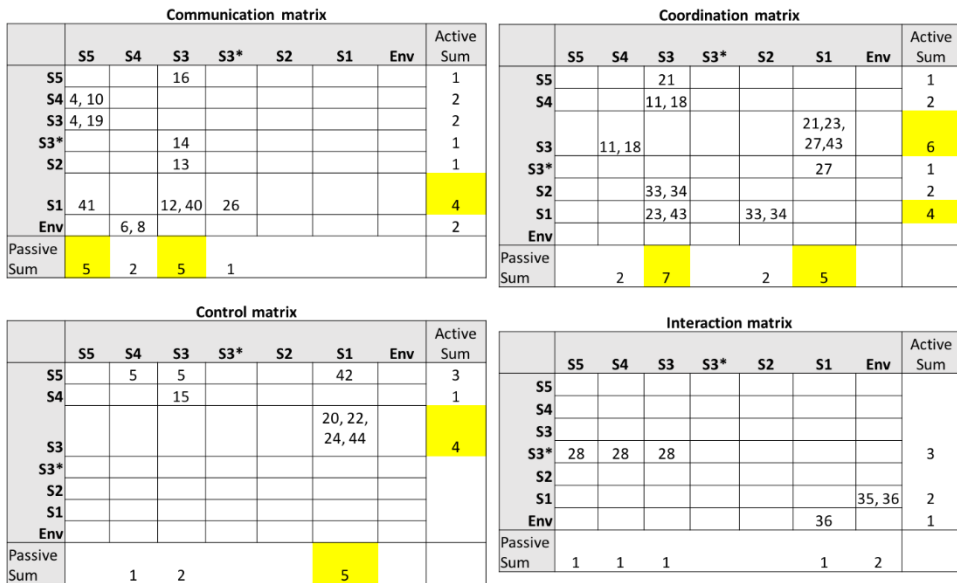 Communication matrix
Active
S5 S4 S3 S3* S2 S1 Env Sum
S5 16 1
S4 4, 10 2
S3 4, 19 2
S3* 14 1
S2 13 1
S1 41 12, 40 26 4
Env 6, 8 2
Passive
Sum 5 2 5 1
Coordination matrix
Active
S5 S4 S3 S3* S2 S1 Env Sum
S5 21 1
S4 11, 18 2
21,23,
S3 11, 18 27,43 6
S3* 27 1
S2 33, 34 2
S1 23, 43 33, 34 4
Env
Passive
Sum 2 7 2 5
Control matrix
Active
S5 S4 S3 S3* S2 S1 Env Sum
S5 5 5 42 3
S4 15 1
20, 22,
S3 24, 44 4
S3*
S2
S1
Env
Passive
Sum 1 2 5
Interaction matrix
Active
S5 S4 S3 S3* S2 S1 Env Sum
S5
S4
S3
S3* 28 28 28 3
S2
S1 35, 36 2
Env 36 1
Passive
Sum 1 1 1 1 2